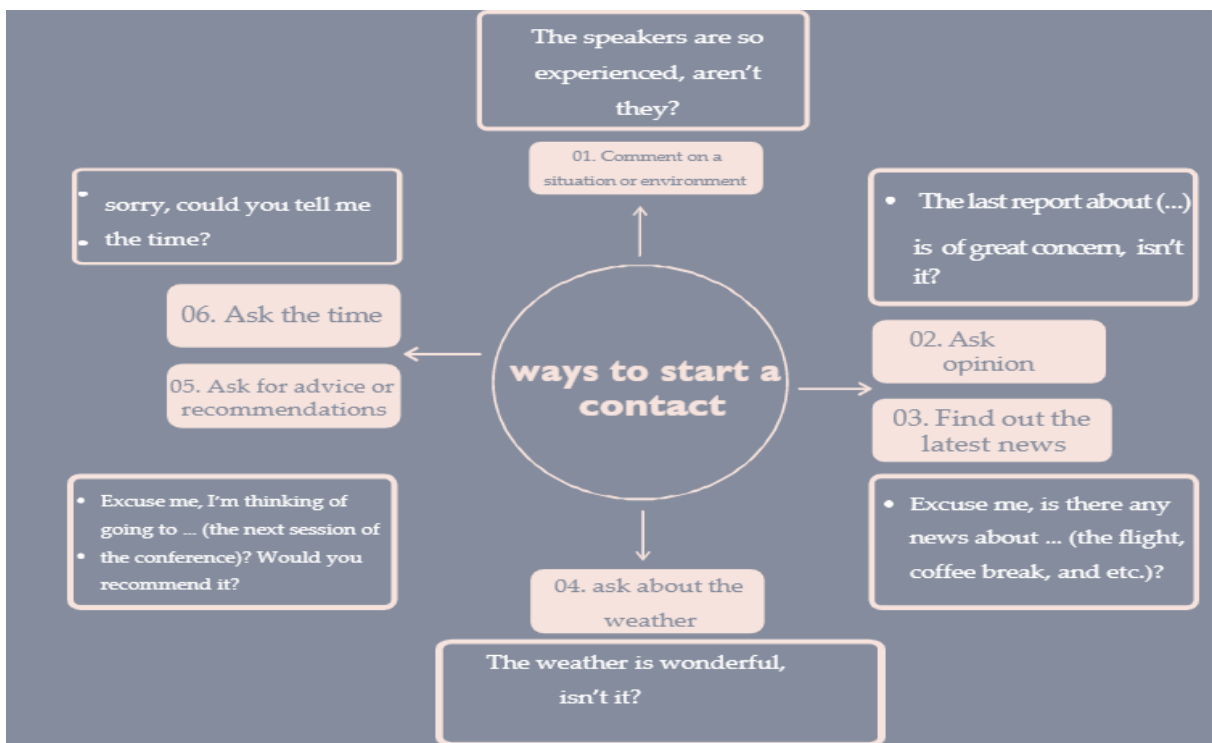 The speakers are so
experienced, aren't
they?
01. Comment on a
situation or environment
sorry, could you tell me
the time?
06. Ask the time
05. Ask for advice or
recommendations
• Excuse me, I'm thinking of
going to ... (the next session of
• the conference)? Would you
recommend it?
ways to start a
contact
• The last report about (...)
is of great concern, isn't
it?
02. Ask
opinion
03. Find out the
latest news
• Excuse me, is there any
news about ... (the flight,
coffee break, and etc.)?
04. ask about the
weather
The weather is wonderful,
isn't it?